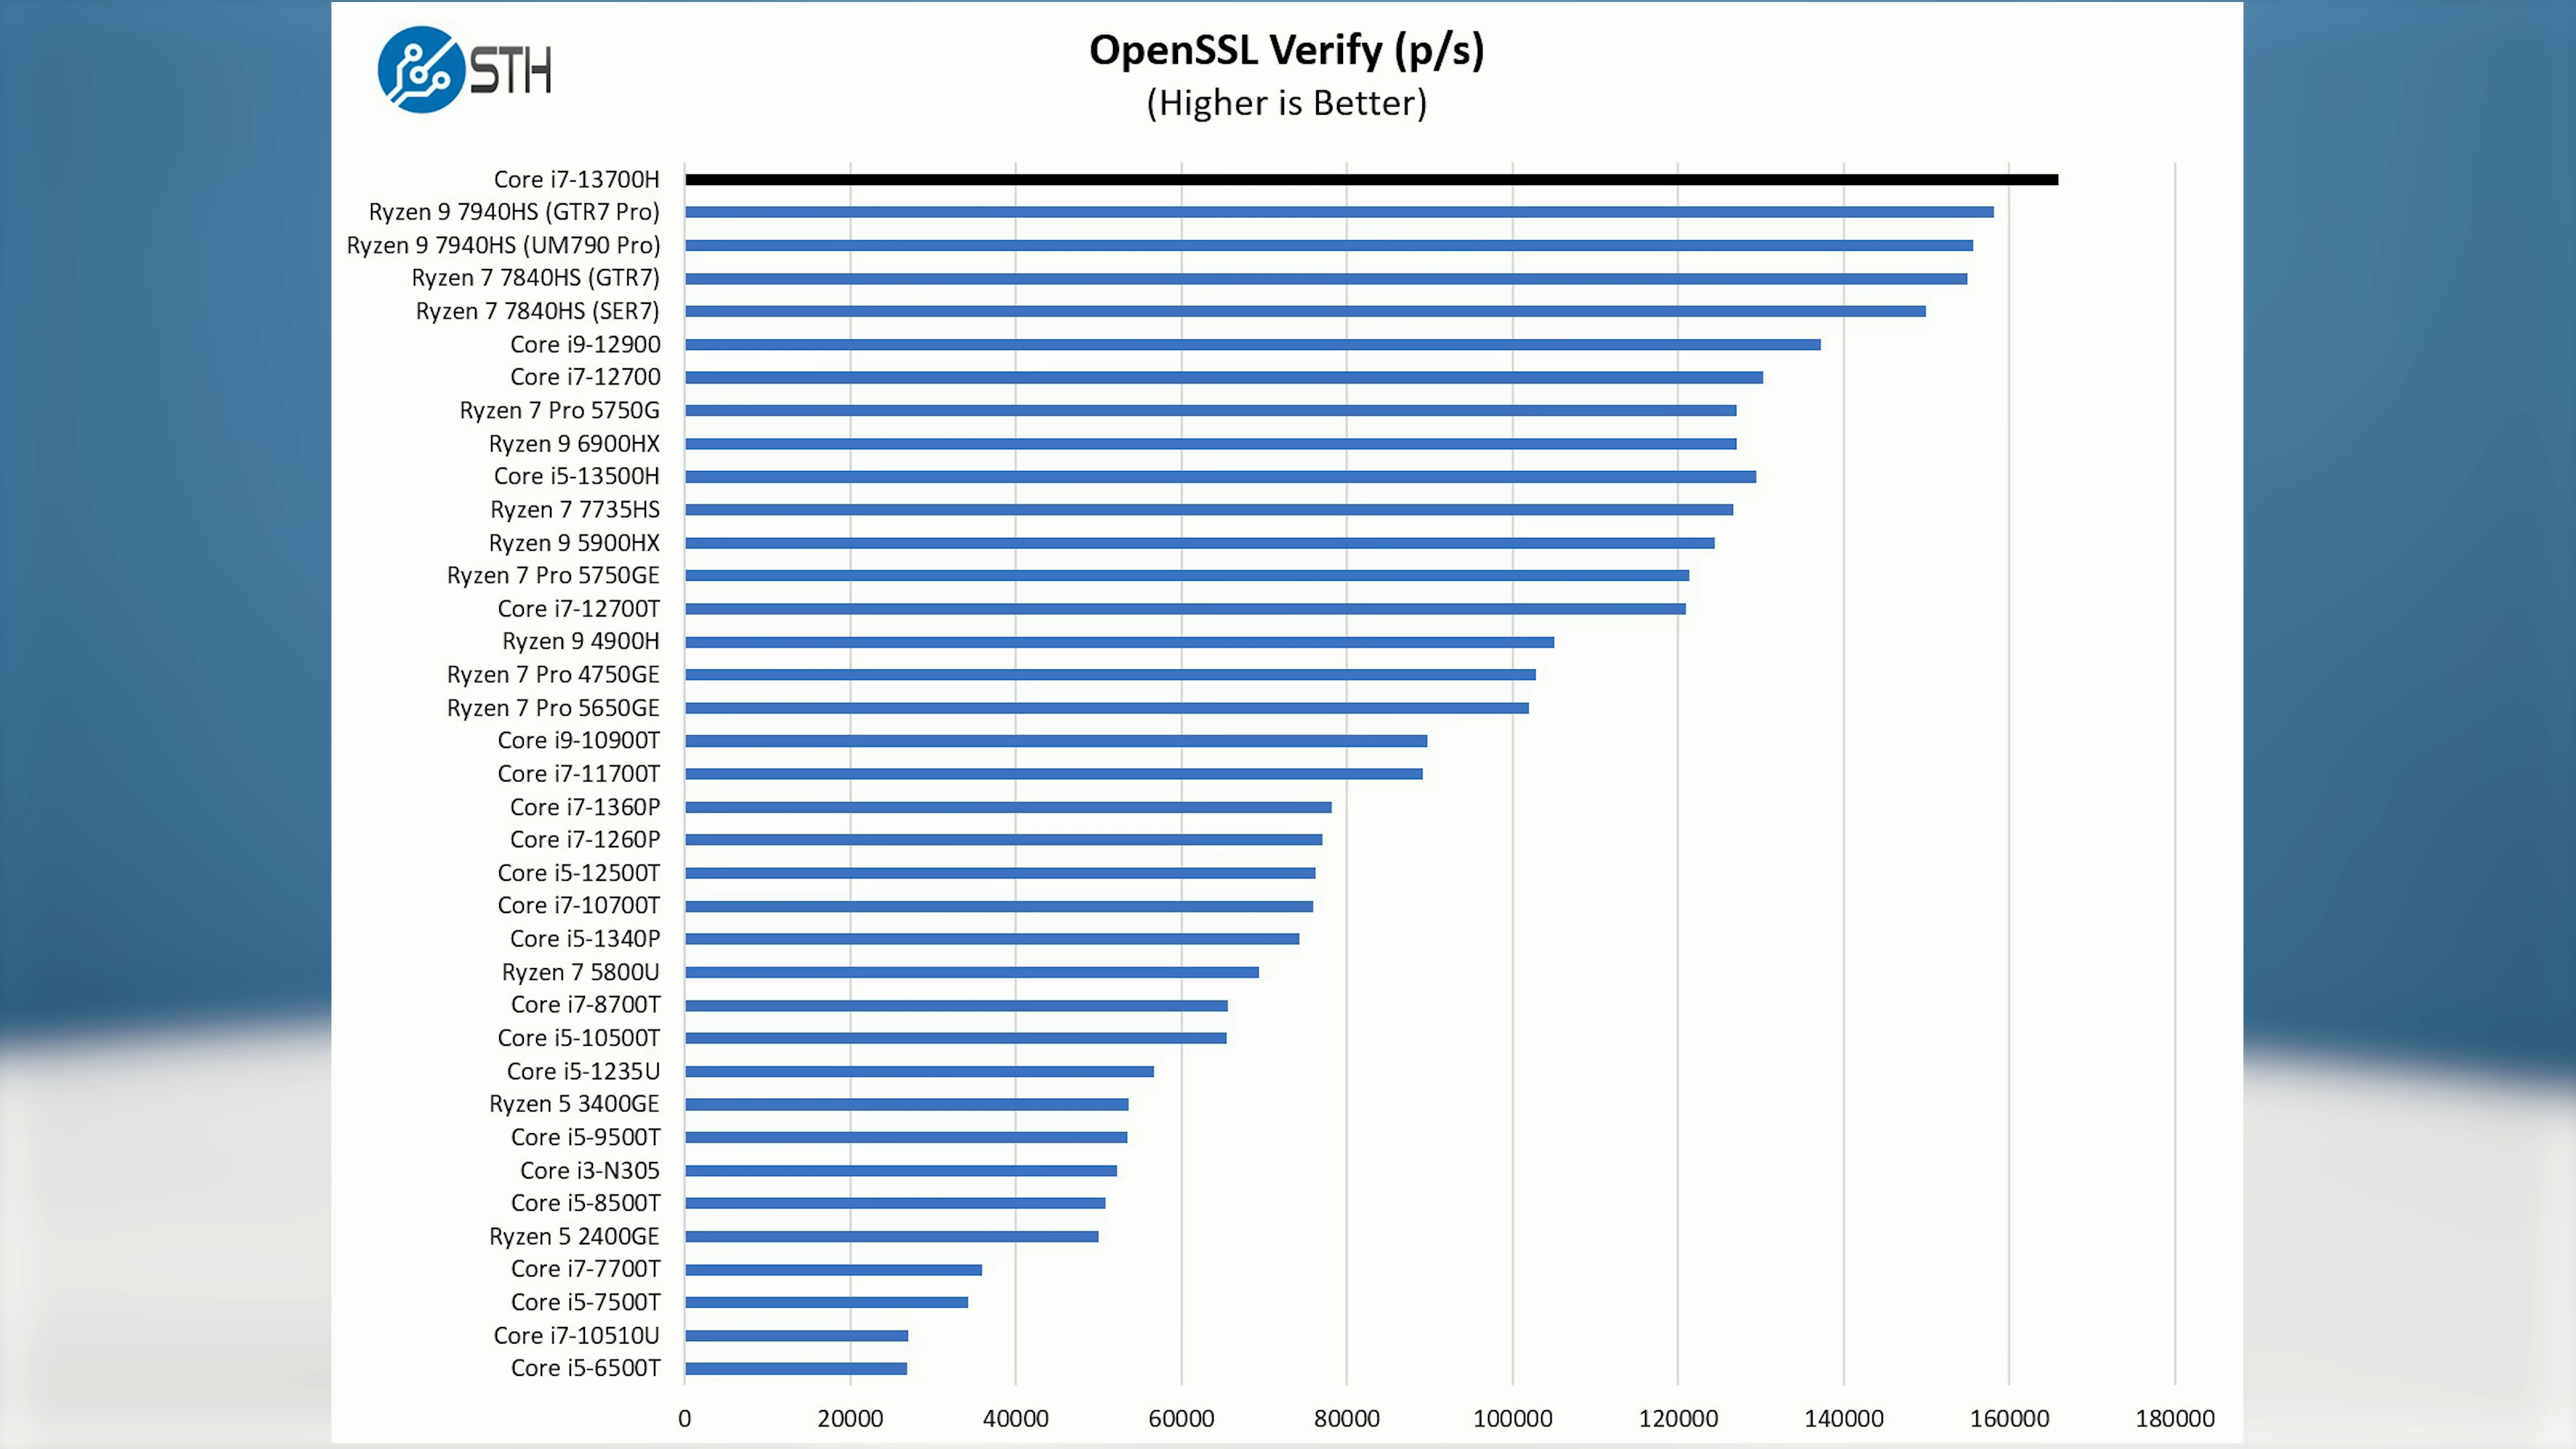 STH
OpenSSL Verify (p/s)
(Higher is Better)
Core i7-13700H
Ryzen 9 7940HS (GTR7 Pro)
Ryzen 9 7940HS (UM790 Pro)
Ryzen 7 7840HS (GTR7)
Ryzen 7 7840HS (SER7)
Core i9-12900
Core i7-12700
Ryzen 7 Pro 5750G
Ryzen 9 6900HX
Core i5-13500H
Ryzen 7 7735HS
Ryzen 9 5900HX
Ryzen 7 Pro 5750GE
Core i7-12700T
Ryzen 9 4900H
Ryzen 7 Pro 4750GE
Ryzen 7 Pro 5650GE
Core i9-10900T
Core i7-11700T
Core i7-1360P
Core i7-1260P
Core i5-12500T
Core i7-10700T
Core i5-1340P
Ryzen 7 5800U
Core i7-8700T
Core i5-10500T
Core i5-1235U
Ryzen 5 3400GE
Core i5-9500T
Core i3-N305
Core i5-8500T
Ryzen 5 2400GE
Core i7-7700T
Core i5-7500T
Core i7-10510U
Core i5-6500T
0 20000 40000 60000 80000 100000 120000 140000 160000 180000